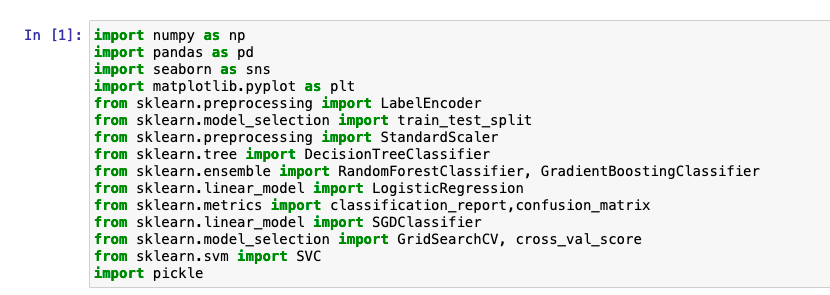 In [1]: import numpy as np
import pandas as pd
import seaborn as sns
import matplotlib.pyplot as plt
from sklearn.preprocessing import LabelEncoder
from sklearn.model_selection import train_test_split
from sklearn.preprocessing import StandardScaler
from sklearn.tree import DecisionTreeClassifier
from sklearn.ensemble import RandomForestClassifier, GradientBoostingClassifier
from sklearn.linear_model import LogisticRegression
from sklearn.metrics import classification_report,confusion_matrix
from sklearn.linear_model import SGDClassifier
from sklearn.model_selection import GridSearchCV, cross_val_score
from sklearn.svm import SVC
import pickle